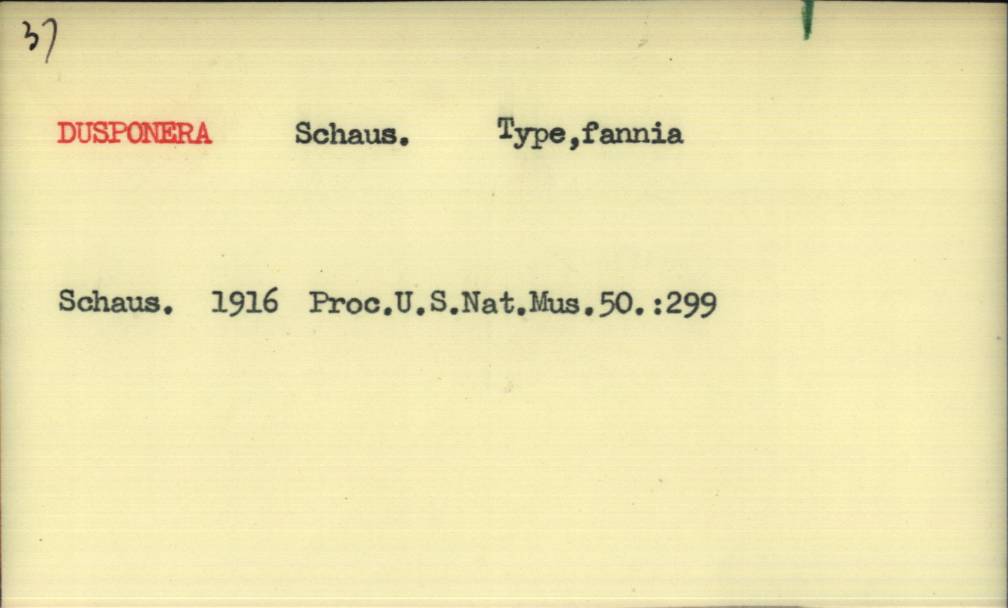 37
DUSPONERA Schaus. Type,fannia
Schaus. 1916 Proc.U.S.Nat.Mus.50.:299